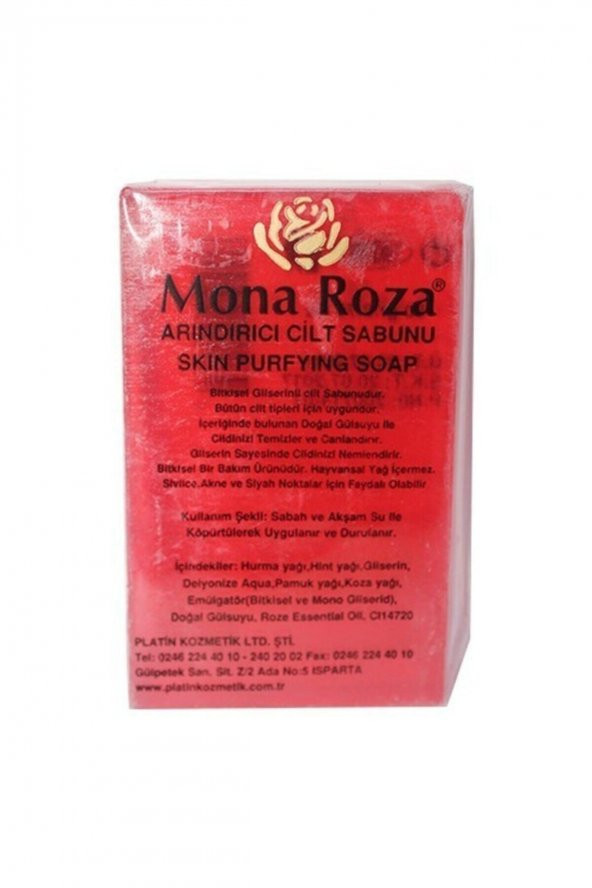 Mona Roza®
ARINDIRICI CİLT SABUNU
SKIN PURFYING SOAP
Bitkisel Gliserinli cilt Sabunudur.
Bütün cilt tipleri için uygundur.
İçeriğinde bulunan Doğal Gülsuyu ile
Cildinizi Temizler ve Canlandırır.
Gliserin Sayesinde Cildinizi Nemlendirir.
Bitkisel Bir Bakım Ürünüdür. Hayvansal Yağ İçermez.
Sivilce,Akne ve Siyah Noktalar İçin Faydalı Olabilir
Kullanım Şekli: Sabah ve Akşam Su ile
Köpürtülerek Uygulanır ve Durulanır.
İçindekiler: Hurma yağı,Hint yağı,Gliserin,
Deiyonize Aqua,Pamuk yağı,Koza yağı,
Emülgatör(Bitkisel ve Mono Gliserid),
Doğal Gülsuyu, Roze Essential Oil, CI14720
PLATİN KOZMETİK LTD. ŞTİ.
Tel: 0246 224 40 10 - 240 20 02 Fax: 0246 224 40 10
Gülpetek San. Sit. Z/2 Ada No:5 ISPARTA
www.platinkozmetik.com.tr